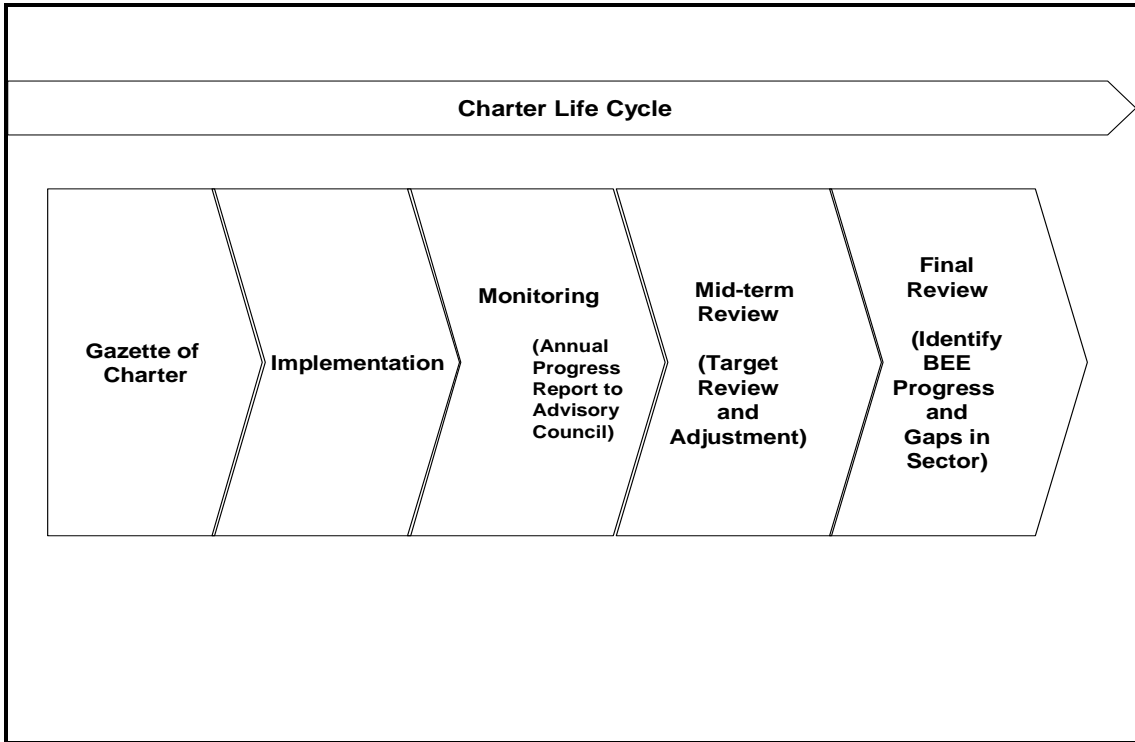 Charter Life Cycle
Gazette of
Charter
Implementation
Monitoring
(Annual
Progress
Report to
Advisory
Council)
Mid-term
Review
(Target
Review
and
Adjustment)
Final
Review
(Identify
BEE
Progress
and
Gaps in
Sector)